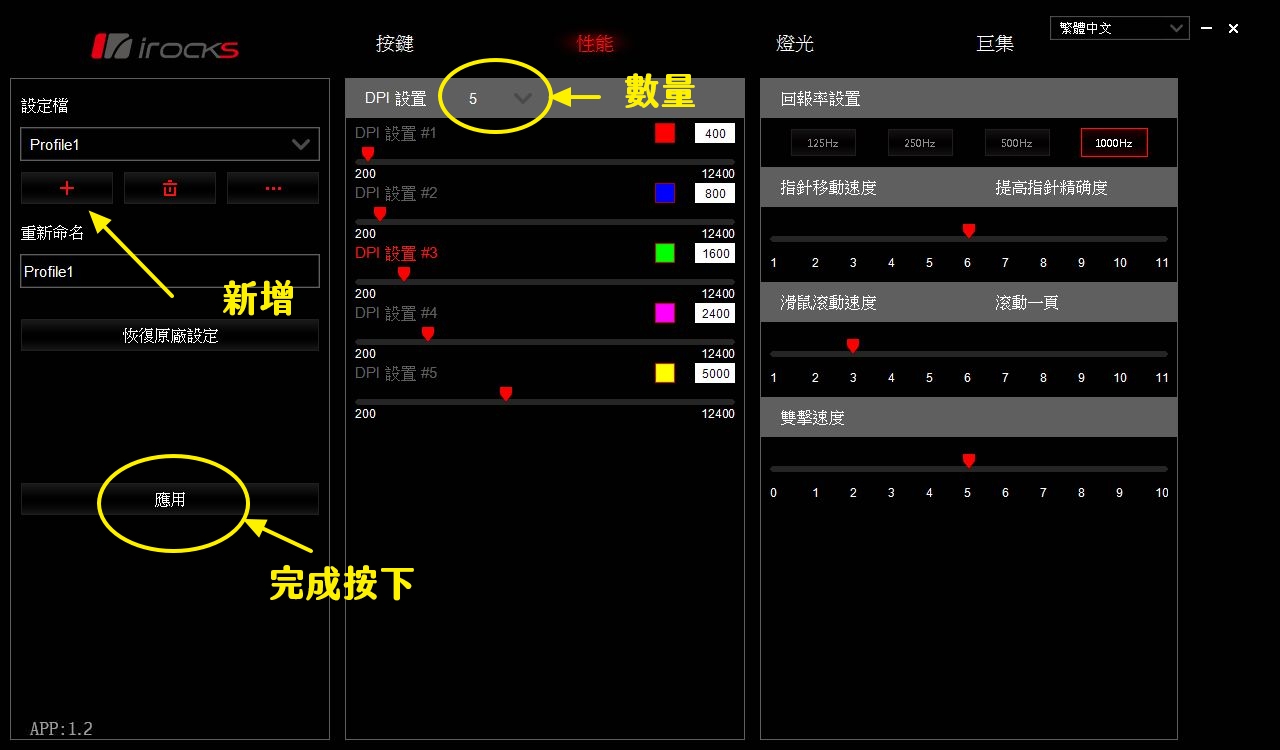 irocks
按鍵
性能
燈光
巨集
繁體中文
設定檔
Profile1
重新命名
Profile1
新增
恢復原廠設定
應用
完成按下
APP:1.2
DPI 設置 5
數量
DPI 設置 #1 400
200 12400
DPI 設置 #2 800
200 12400
DPI 設置 #3 1600
200 12400
DPI 設置 #4 2400
200 12400
DPI 設置 #5 5000
200 12400
回報率設置
125Hz 250Hz 500Hz 1000Hz
指針移動速度 提高指針精确度
1 2 3 4 5 6 7 8 9 10 11
滑鼠滾動速度 滾動一頁
1 2 3 4 5 6 7 8 9 10 11
雙擊速度
0 1 2 3 4 5 6 7 8 9 10